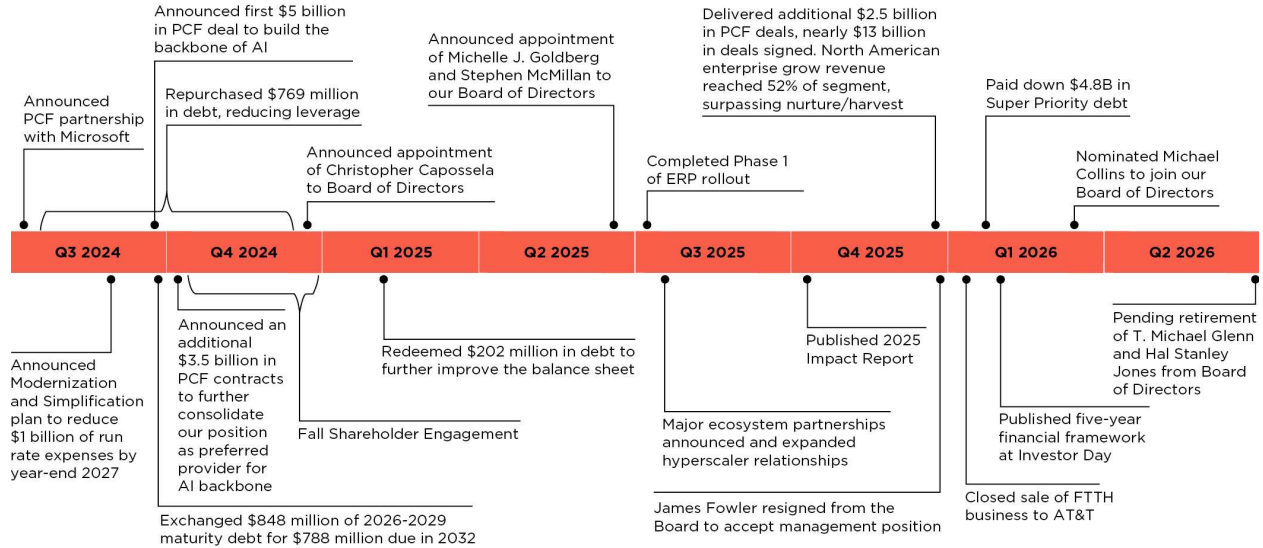 Announced first $5 billion
in PCF deal to build the
backbone of AI
Repurchased $769 million
in debt, reducing leverage
Announced
PCF partnership
with Microsoft
Announced appointment
of Christopher Capossela
to Board of Directors
Announced appointment
of Michelle J. Goldberg
and Stephen McMillan to
our Board of Directors
Completed Phase 1
of ERP rollout
Delivered additional $2.5 billion
in PCF deals, nearly $13 billion
in deals signed. North American
enterprise grow revenue
reached 52% of segment,
surpassing nurture/harvest
Paid down $4.8B in
Super Priority debt
Nominated Michael
Collins to join our
Board of Directors
Q3 2024
Q4 2024
Q1 2025
Q2 2025
Q3 2025
Q4 2025
Q1 2026
Q2 2026
Announced
Modernization
and Simplification
plan to reduce
$1 billion of run
rate expenses by
year-end 2027
Announced an
additional
$3.5 billion in
PCF contracts
to further
consolidate
our position
as preferred
provider for
AI backbone
Exchanged $848 million of 2026-2029
maturity debt for $788 million due in 2032
Fall Shareholder Engagement
Redeemed $202 million in debt to
further improve the balance sheet
Major ecosystem partnerships
announced and expanded
hyperscaler relationships
James Fowler resigned from the
Board to accept management position
Published 2025
Impact Report
Closed sale of FTTH
business to AT&T
Published five-year
financial framework
at Investor Day
Pending retirement
of T. Michael Glenn
and Hal Stanley
Jones from Board
of Directors